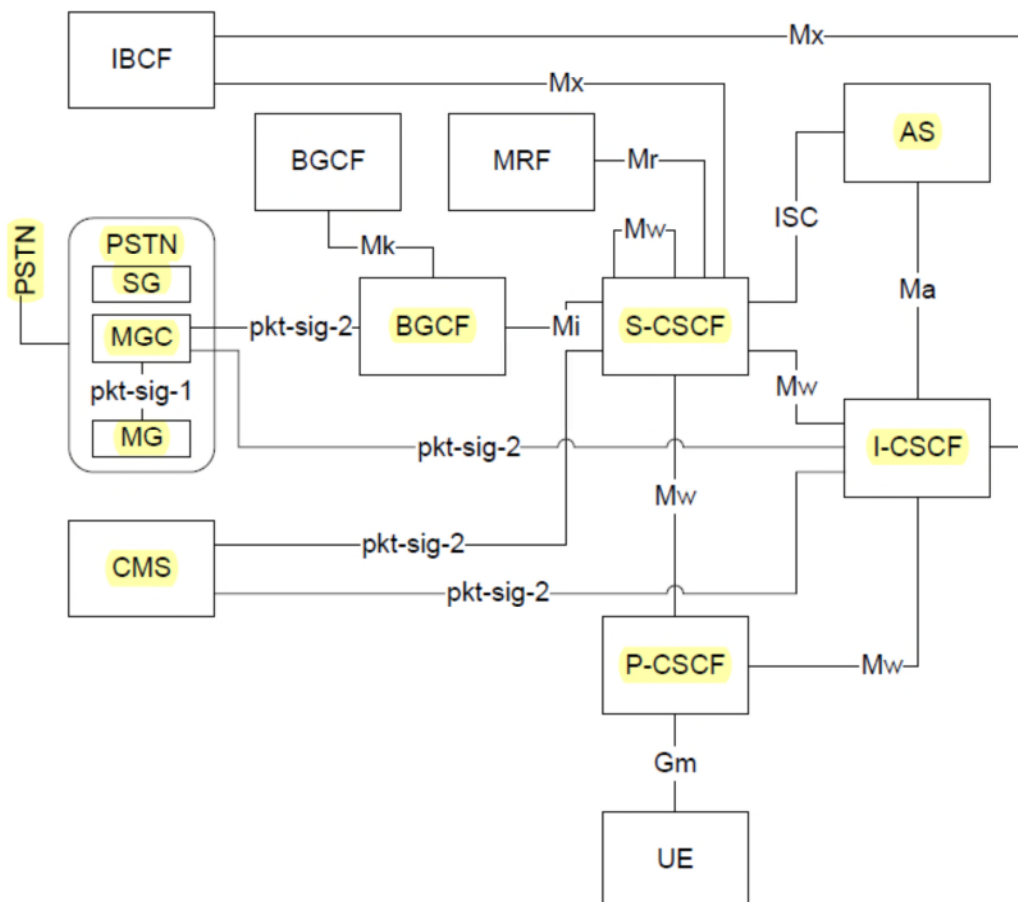 IBCF
Mx
Mx
AS
BGCF
MRF
Mr
ISC
PSTN
PSTN
SG
Mk
Mw
Ma
MGC
pkt-sig-2
BGCF
Mi
S-CSCF
pkt-sig-1
Mw
MG
pkt-sig-2
I-CSCF
Mw
CMS
pkt-sig-2
pkt-sig-2
P-CSCF
Mw
Gm
UE